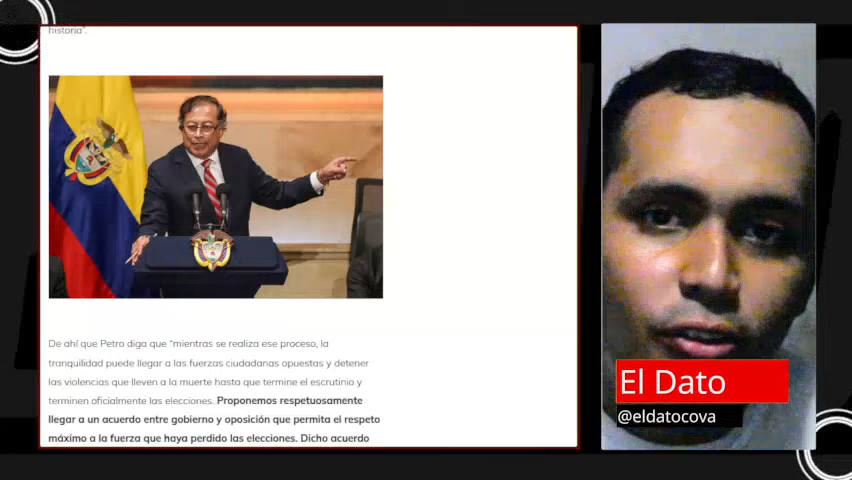 historia”.
De ahí que Petro diga que “mientras se realiza ese proceso, la
tranquilidad puede llegar a las fuerzas ciudadanas opuestas y detener
las violencias que lleven a la muerte hasta que termine el escrutinio y
terminen oficialmente las elecciones. Proponemos respetuosamente
llegar a un acuerdo entre gobierno y oposición que permita el respeto
máximo a la fuerza que haya perdido las elecciones. Dicho acuerdo
El Dato
@eldatocova